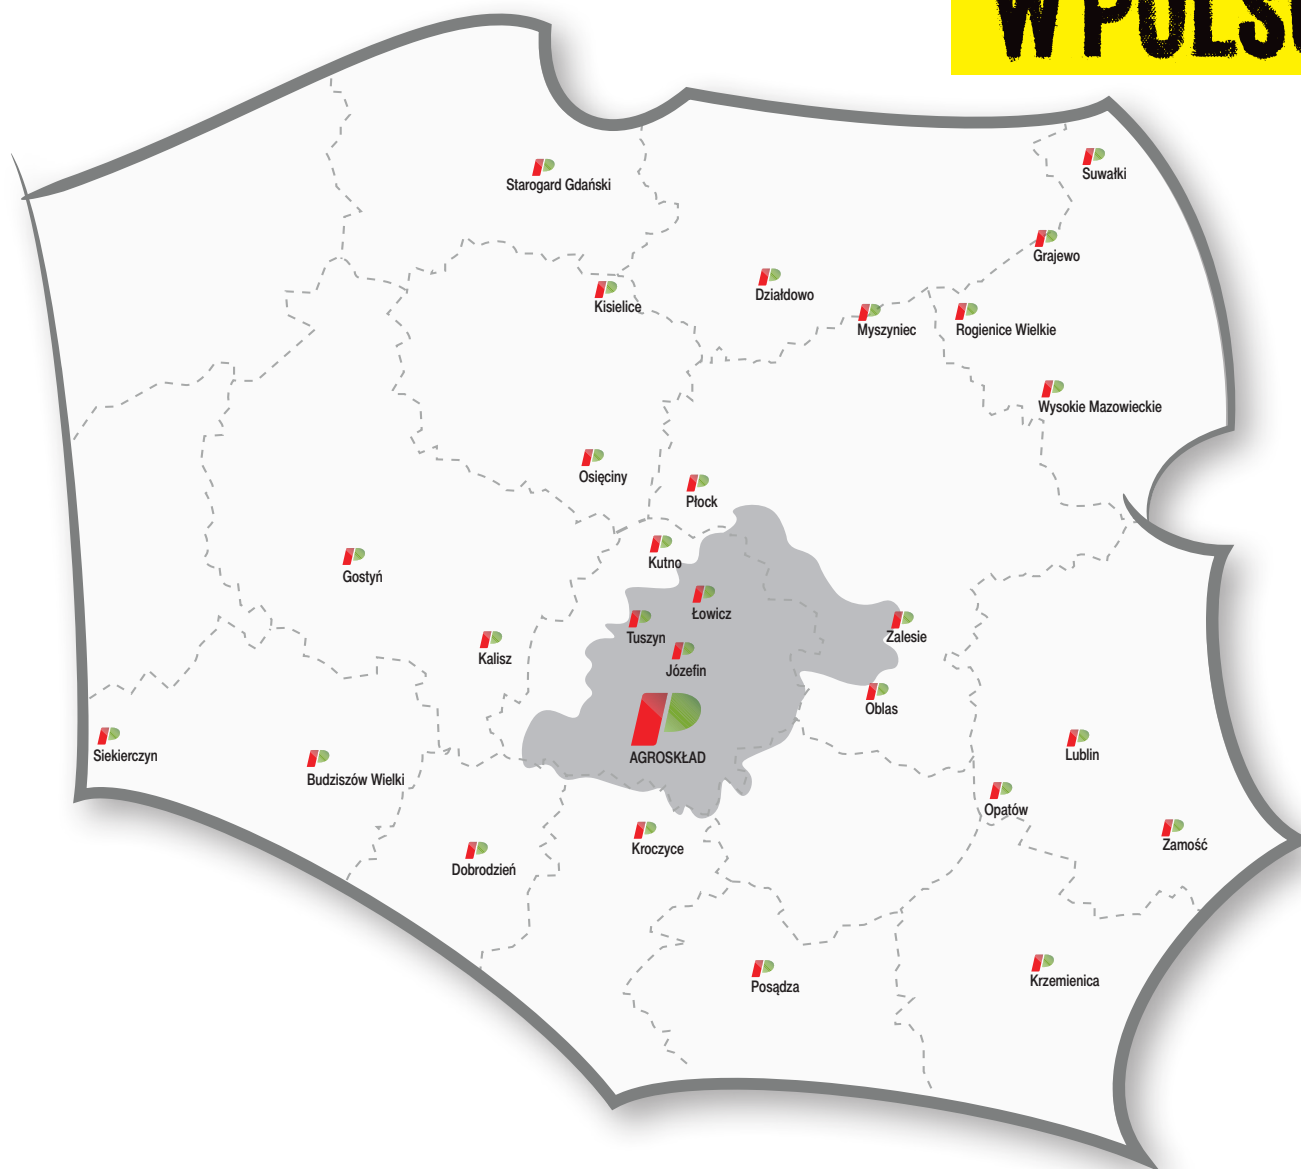 W POLSC
Suwałki
Starogard Gdański
Grajewo
Działdowo
Kisielice
Myszyniec
Rogienice Wielkie
Wysokie Mazowieckie
Osięciny
Płock
Kutno
Gostyń
Łowicz
Tuszyn
Zalesie
Kalisz
Józefin
Oblas
Siekierczyn
Lublin
AGROSKŁAD
Budziszów Wielki
Opatów
Zamość
Kroczyce
Dobrodzień
Krzemienica
Posądza